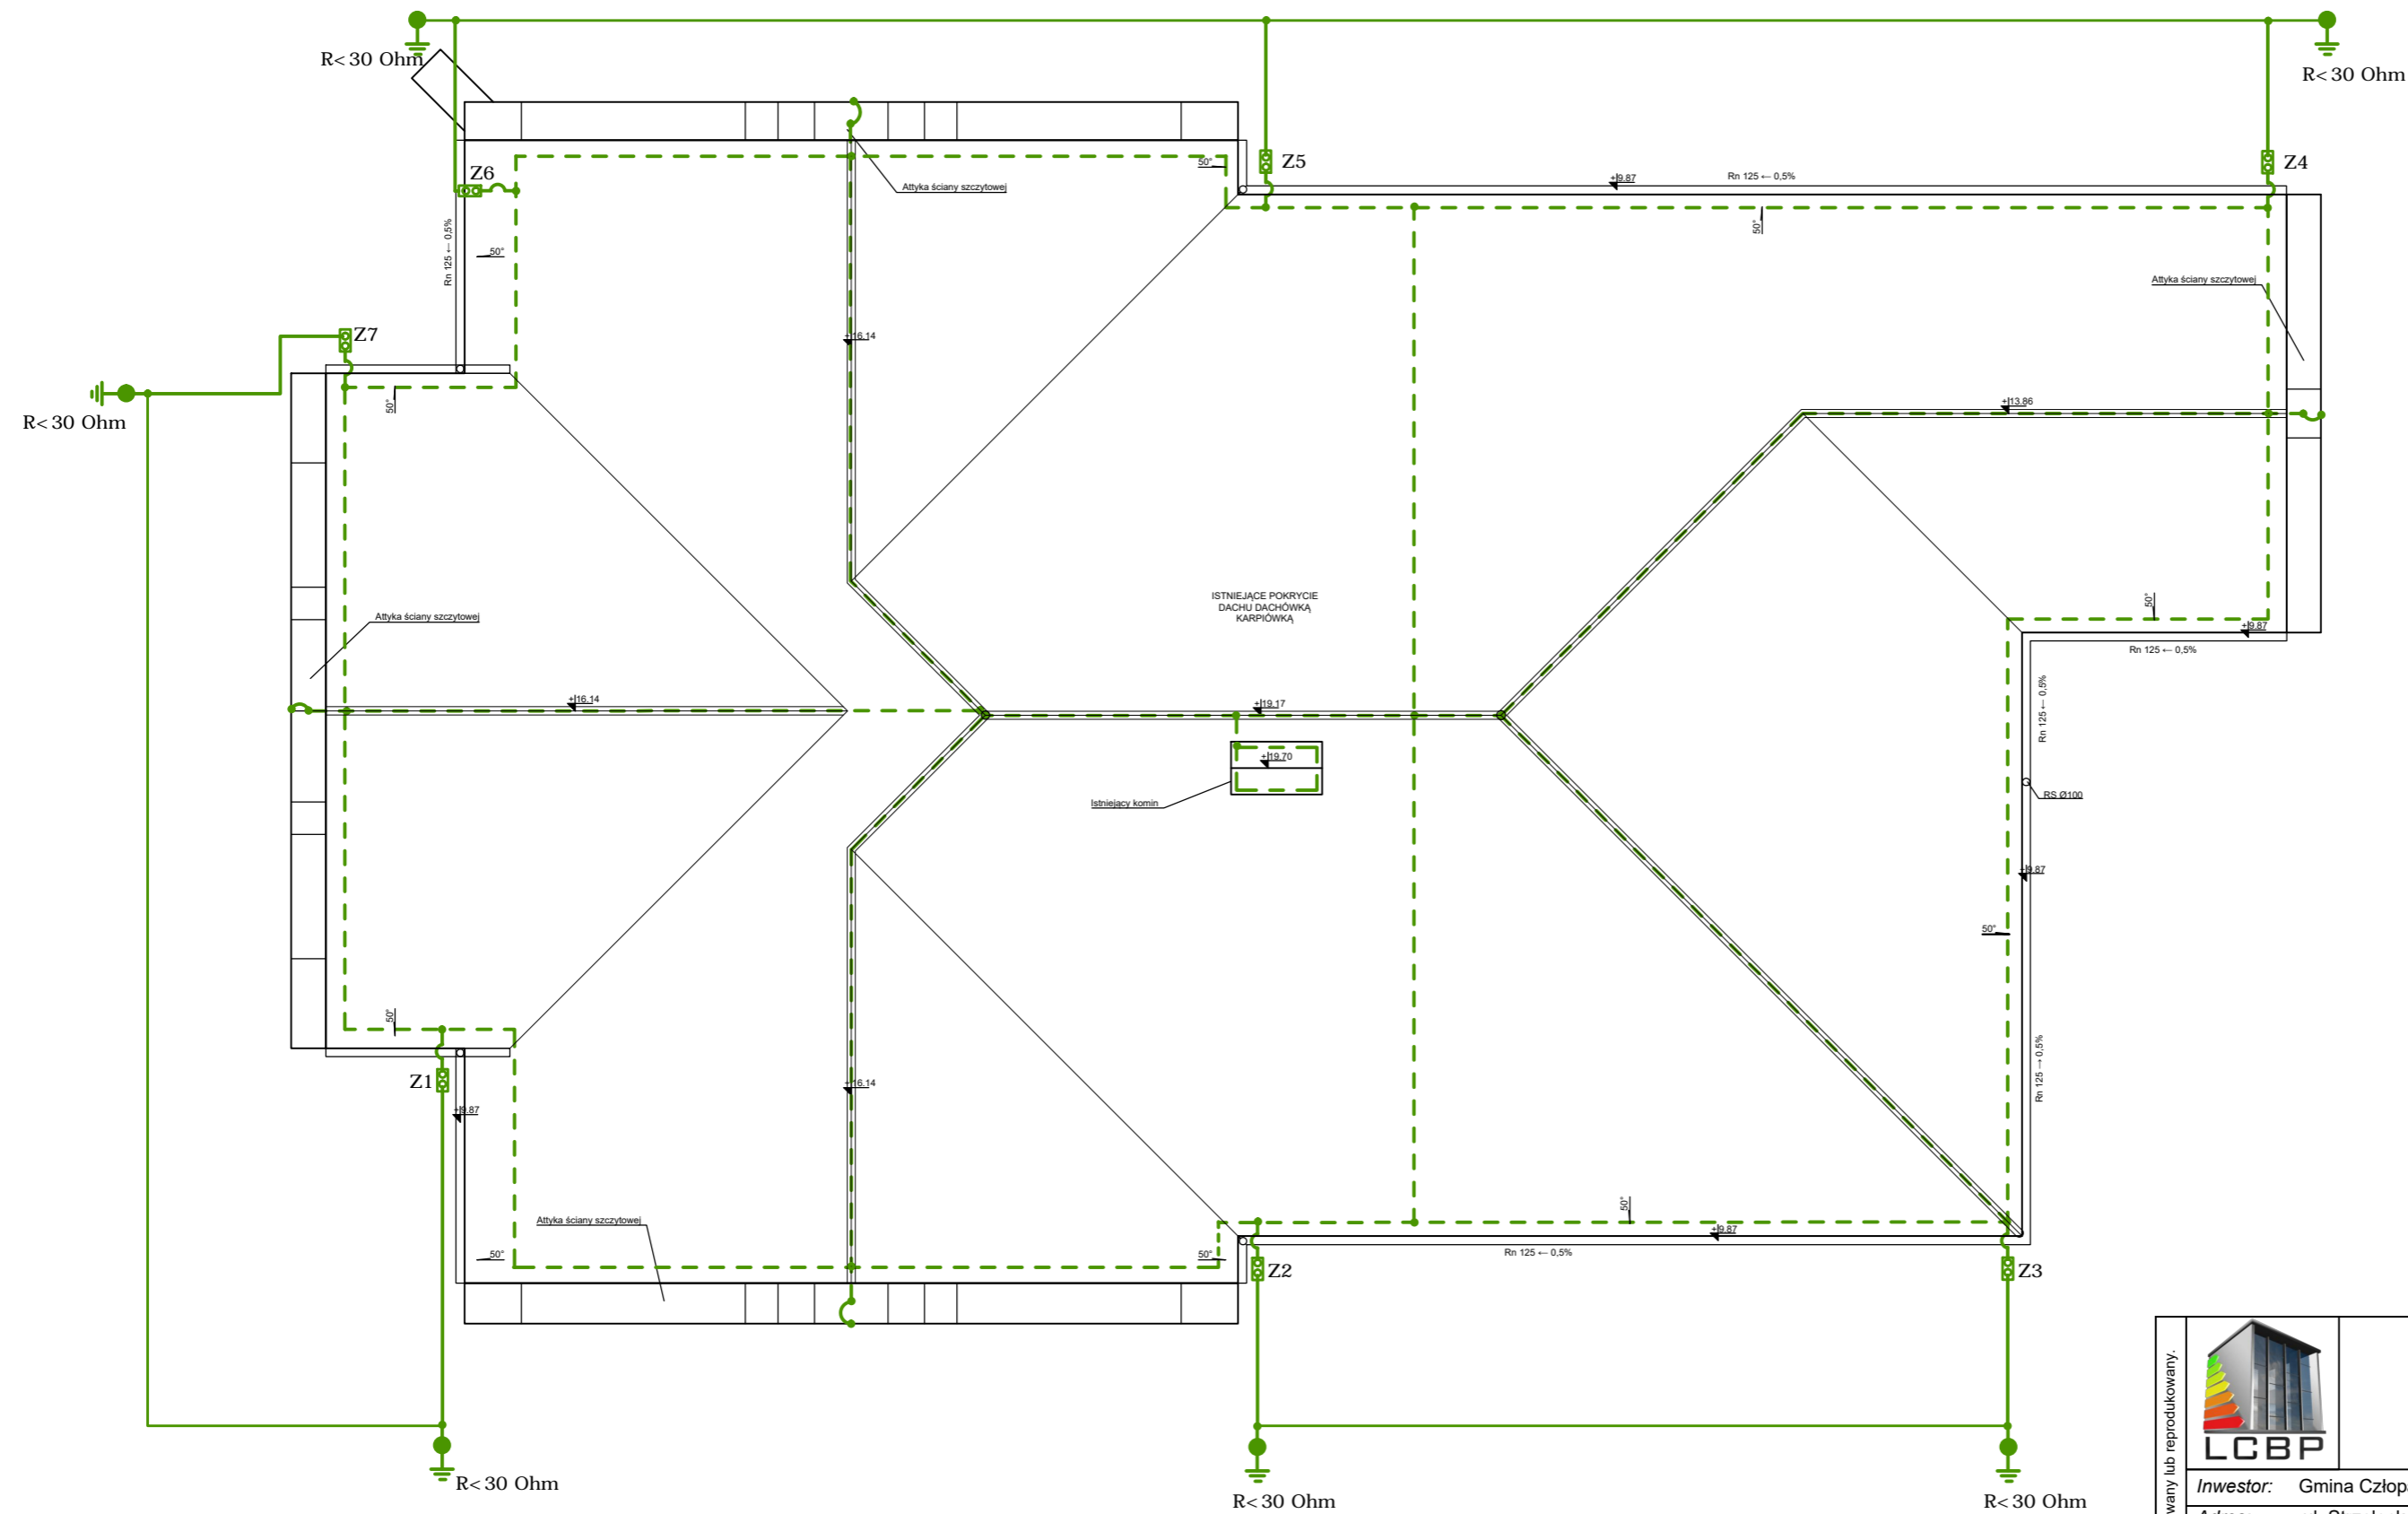 R<30 Ohm
R<30 Ohm
Z6
Z5
Z4
50°
Attyka ściany szczytowej
+9.87
Rn 125 ← 0,5%
50°
Rn 125 ← 0,5%
50°
Attyka ściany szczytowej
Z7
+16.14
R<30 Ohm
50°
+13.86
ISTNIEJĄCE POKRYCIE
DACHU DACHÓWKĄ
KARPIÓWKĄ
50°
Attyka ściany szczytowej
+9.87
Rn 125 ← 0,5%
+16.14
+19.17
Rn 125 ← 0,5%
+19.70
Istniejący komin
RS Ø100
+9.87
50°
50°
Z1
+16.14
+9.87
Rn 125 → 0,5%
Attyka ściany szczytowej
50°
50°
50°
+9.87
Rn 125 ← 0,5%
Z2
Z3
R<30 Ohm
R<30 Ohm
R<30 Ohm
lub reprodukowany.
LCBP
Inwestor: Gmina